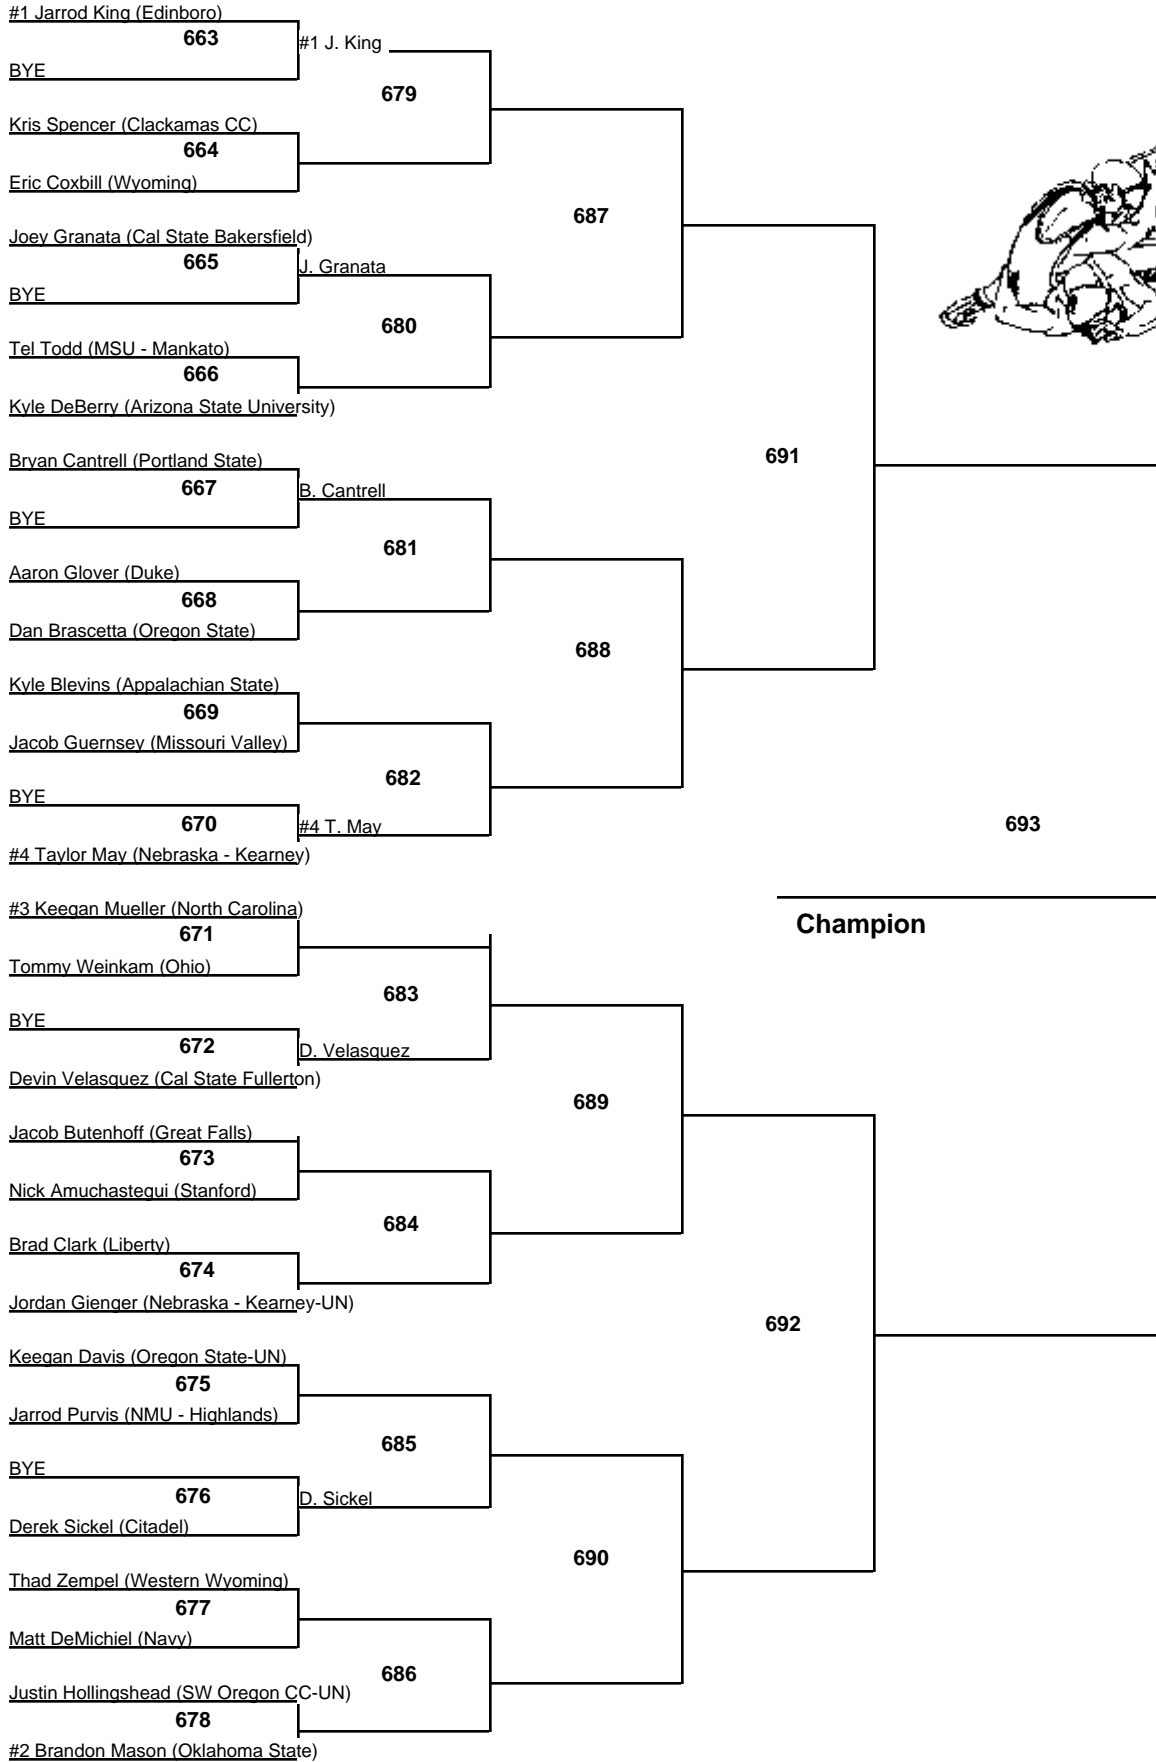 #1 Jarrod King (Edinboro)
663
#1 J. King
BYE
679
Kris Spencer (Clackamas CC)
664
Eric Coxbill (Wyoming)
687
Joey Granata (Cal State Bakersfield)
665
J. Granata
BYE
680
Tel Todd (MSU - Mankato)
666
Kyle DeBerry (Arizona State University)
691
Bryan Cantrell (Portland State)
667
B. Cantrell
BYE
681
Aaron Glover (Duke)
668
Dan Brascetta (Oregon State)
688
Kyle Blevins (Appalachian State)
669
Jacob Guernsey (Missouri Valley)
682
BYE
670
#4 T. May
693
#4 Taylor May (Nebraska - Kearney)
#3 Keegan Mueller (North Carolina)
Champion
671
Tommy Weinkam (Ohio)
683
BYE
672
D. Velasquez
Devin Velasquez (Cal State Fullerton)
689
Jacob Butenhoff (Great Falls)
673
Nick Amuchastegui (Stanford)
684
Brad Clark (Liberty)
674
Jordan Gienger (Nebraska - Kearney-UN)
692
Keegan Davis (Oregon State-UN)
675
Jarrod Purvis (NMU - Highlands)
685
BYE
676
D. Sickel
Derek Sickel (Citadel)
690
Thad Zempel (Western Wyoming)
677
Matt DeMichiel (Navy)
686
Justin Hollingshead (SW Oregon CC-UN)
678
#2 Brandon Mason (Oklahoma State)